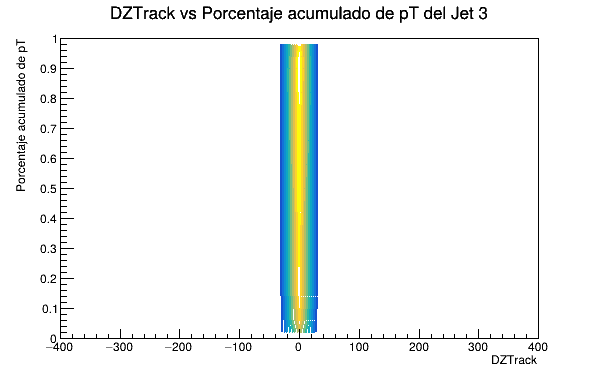 DZTrack vs Porcentaje acumulado de pT del Jet 3
Porcentaje acumulado de pT
1
0.9
0.8
0.7
0.6
0.5
0.4
0.3
0.2
0.1
0
−400 −300 −200 −100 0 100 200 300 400
DZTrack